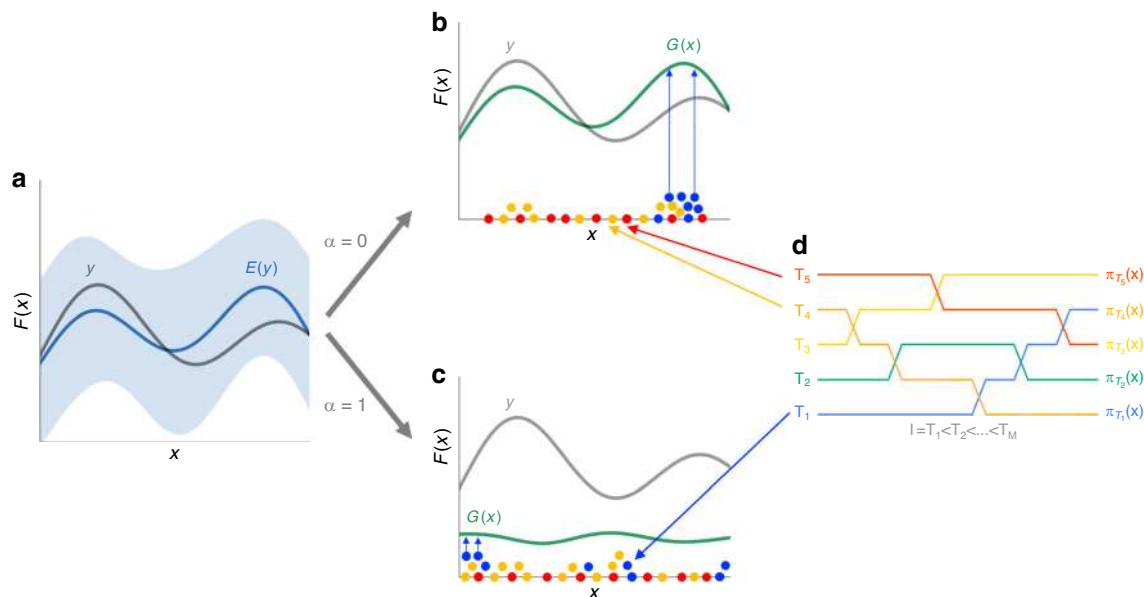 a
F(x)
y
E(y)
x
α = 0
α = 1
b
F(x)
y
G(x)
x
c
F(x)
y
G(x)
x
d
T5
T4
T3
T2
T1
πT5(x)
πT4(x)
πT3(x)
πT2(x)
πT1(x)
I =T1<T2<...<TM